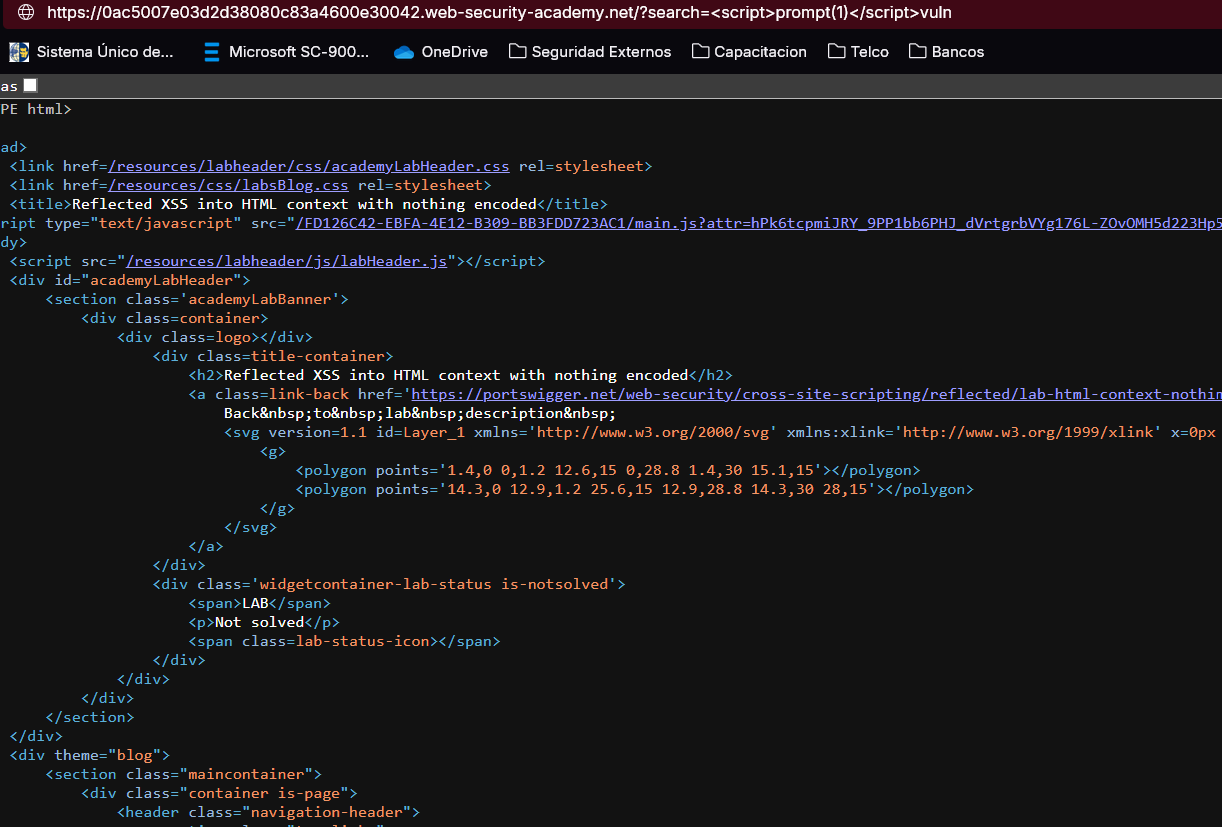 https://0ac5007e03d2d38080c83a4600e30042.web-security-academy.net/?search=<script>prompt(1)</script>vuln
Sistema Único de... Microsoft SC-900... OneDrive Seguridad Externos Capacitacion Telco Bancos
as
PE html>
ad>
<link href=/resources/labheader/css/academyLabHeader.css rel=stylesheet>
<link href=/resources/css/labsBlog.css rel=stylesheet>
<title>Reflected XSS into HTML context with nothing encoded</title>
ript type="text/javascript" src="/FD126C42-EBFA-4E12-B309-BB3FDD723AC1/main.js?attr=hPk6tcpmiJRY_9PP1bb6PHJ_dVrtgrbVYg176L-ZOvOMH5d223Hp5
dy>
<script src="/resources/labheader/js/labHeader.js"></script>
<div id="academyLabHeader">
<section class='academyLabBanner'>
<div class=container>
<div class=logo></div>
<div class=title-container>
<h2>Reflected XSS into HTML context with nothing encoded</h2>
<a class=link-back href='https://portswigger.net/web-security/cross-site-scripting/reflected/lab-html-context-nothin
Back&nbsp;to&nbsp;lab&nbsp;description&nbsp;
<svg version=1.1 id=Layer_1 xmlns='http://www.w3.org/2000/svg' xmlns:xlink='http://www.w3.org/1999/xlink' x=0px
<g>
<polygon points='1.4,0 0,1.2 12.6,15 0,28.8 1.4,30 15.1,15'></polygon>
<polygon points='14.3,0 12.9,1.2 25.6,15 12.9,28.8 14.3,30 28,15'></polygon>
</g>
</svg>
</a>
</div>
<div class='widgetcontainer-lab-status is-notsolved'>
<span>LAB</span>
<p>Not solved</p>
<span class=lab-status-icon></span>
</div>
</div>
</div>
</section>
</div>
<div theme="blog">
<section class="maincontainer">
<div class="container is-page">
<header class="navigation-header">